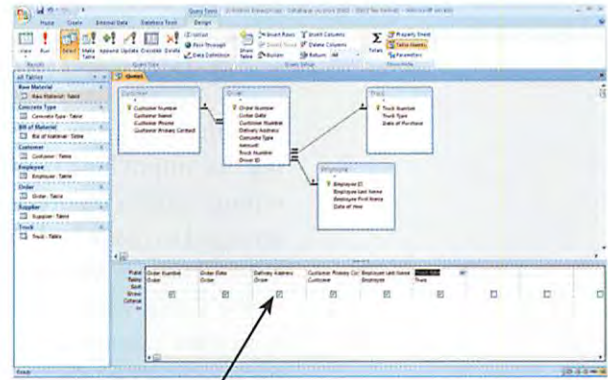 Query Tools
Home Create External Data Database Tools Design
View Run Select Make Table Append Update Crosstab Delete
Union
Pass-Through
Data Definition
Show Table
Insert Rows
Delete Rows
Builder
Insert Columns
Delete Columns
Return: All
Totals
Property Sheet
Table Names
Parameters
Results
Query Type
Query Setup
Show/Hide
All Tables
Query1
Raw Material
Raw Material : Table
Concrete Type
Concrete Type : Table
Bill of Material
Bill of Material : Table
Customer
Customer : Table
Employee
Employee : Table
Order
Order : Table
Supplier
Supplier : Table
Truck
Truck : Table
Customer
Customer Number
Customer Name
Customer Phone
Customer Primary Contact
Order
Order Number
Order Date
Customer Number
Delivery Address
Concrete Type
Amount
Truck Number
Driver ID
Truck
Truck Number
Truck Type
Date of Purchase
Employee
Employee ID
Employee Last Name
Employee First Name
Date of Hire
Field: Order Number Order Date Delivery Address Customer Primary Co Employee Last Name Truck Type
Table: Order Order Order Customer Employee Truck
Sort:
Show:
Criteria:
or:
Ready